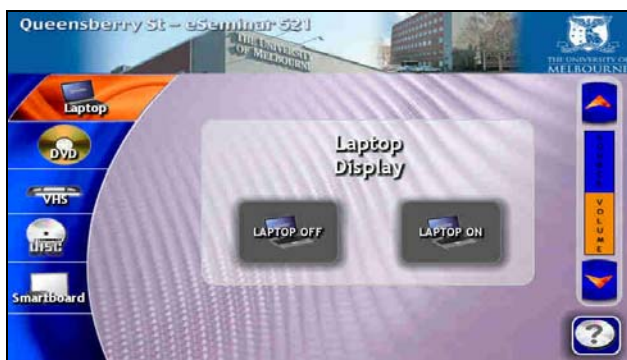 Queensberry St – eSeminar 521
THE UNIVERSITY
OF MELBOURNE
THE UNIVERSITY OF
MELBOURNE
Laptop
DVD
VHS
DISC
Smartboard
Laptop
Display
LAPTOP OFF
LAPTOP ON
VOLUME
?